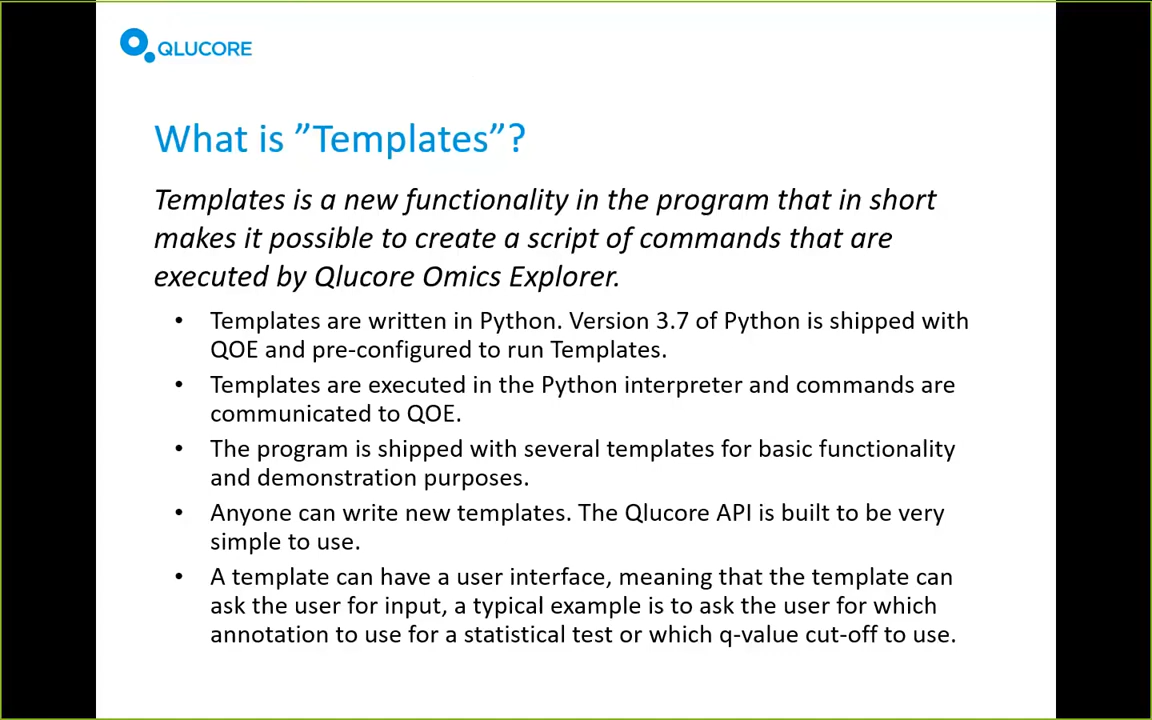 QLUCORE
What is ”Templates”?
Templates is a new functionality in the program that in short
makes it possible to create a script of commands that are
executed by Qlucore Omics Explorer.
• Templates are written in Python. Version 3.7 of Python is shipped with
QOE and pre-configured to run Templates.
• Templates are executed in the Python interpreter and commands are
communicated to QOE.
• The program is shipped with several templates for basic functionality
and demonstration purposes.
• Anyone can write new templates. The Qlucore API is built to be very
simple to use.
• A template can have a user interface, meaning that the template can
ask the user for input, a typical example is to ask the user for which
annotation to use for a statistical test or which q-value cut-off to use.